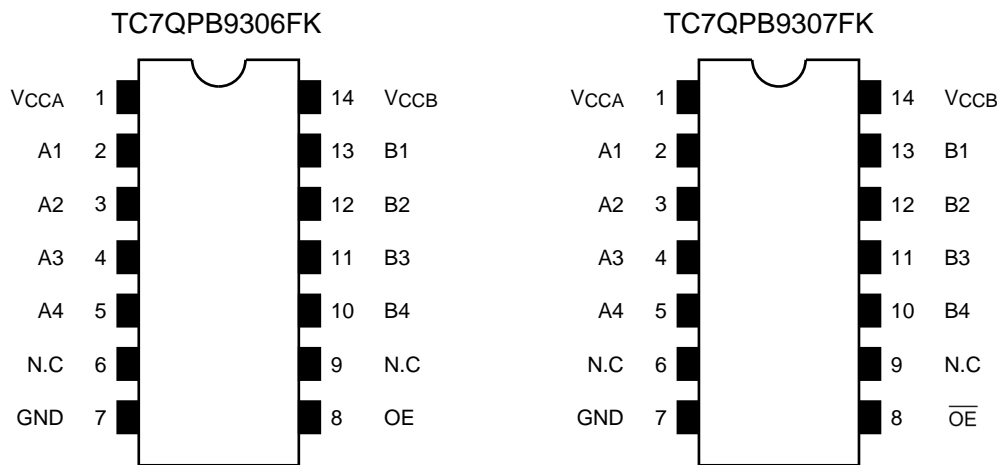 TC7QPB9306FK TC7QPB9307FK
VCCA 1 14 VCCB VCCA 1 14 VCCB
A1 2 13 B1 A1 2 13 B1
A2 3 12 B2 A2 3 12 B2
A3 4 11 B3 A3 4 11 B3
A4 5 10 B4 A4 5 10 B4
N.C 6 9 N.C N.C 6 9 N.C
GND 7 8 OE GND 7 8 O̅E̅